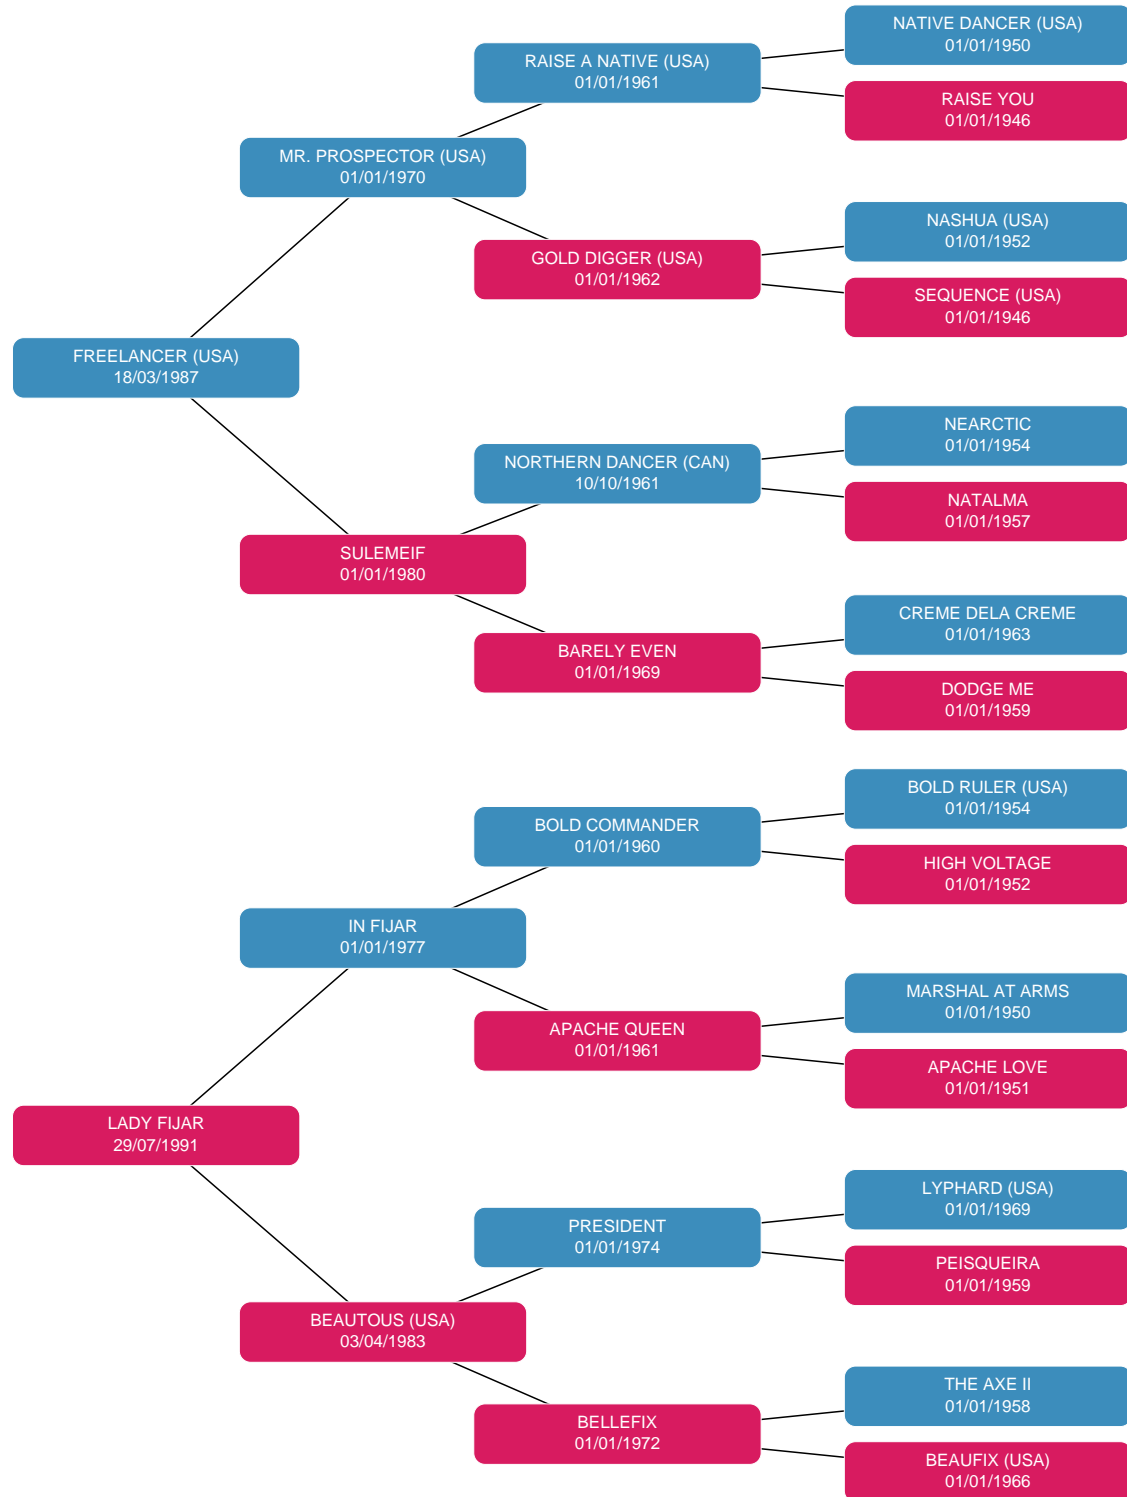 NATIVE DANCER (USA)
01/01/1950
RAISE A NATIVE (USA)
01/01/1961
RAISE YOU
01/01/1946
MR. PROSPECTOR (USA)
01/01/1970
NASHUA (USA)
01/01/1952
GOLD DIGGER (USA)
01/01/1962
SEQUENCE (USA)
01/01/1946
FREELANCER (USA)
18/03/1987
NEARCTIC
01/01/1954
NORTHERN DANCER (CAN)
10/10/1961
NATALMA
01/01/1957
SULEMEIF
01/01/1980
CREME DELA CREME
01/01/1963
BARELY EVEN
01/01/1969
DODGE ME
01/01/1959
BOLD RULER (USA)
01/01/1954
BOLD COMMANDER
01/01/1960
HIGH VOLTAGE
01/01/1952
IN FIJAR
01/01/1977
MARSHAL AT ARMS
01/01/1950
APACHE QUEEN
01/01/1961
APACHE LOVE
01/01/1951
LADY FIJAR
29/07/1991
LYPHARD (USA)
01/01/1969
PRESIDENT
01/01/1974
PEISQUEIRA
01/01/1959
BEAUTOUS (USA)
03/04/1983
THE AXE II
01/01/1958
BELLEFIX
01/01/1972
BEAUFIX (USA)
01/01/1966